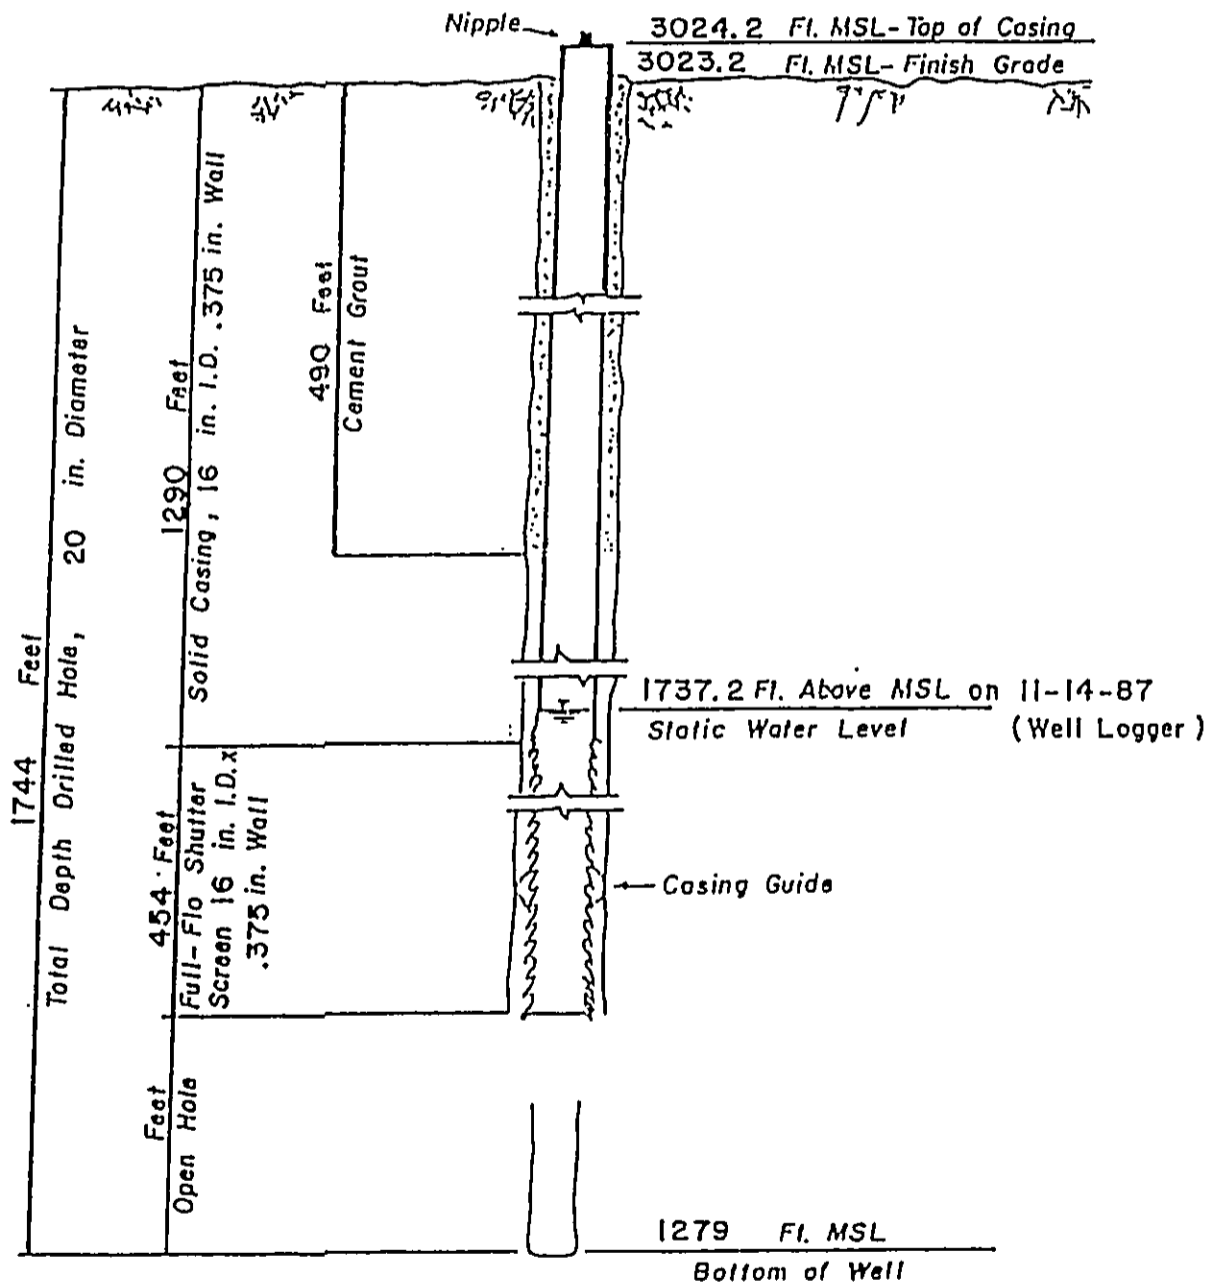 Nipple
3024.2 Ft. MSL-Top of Casing
3023.2 Ft. MSL-Finish Grade
1744 Feet
Total Depth Drilled Hole, 20 in. Diameter
1290 Feet
Solid Casing, 16 in. I.D. .375 in. Wall
490 Feet
Cement Grout
1737.2 Ft. Above MSL on 11-14-87
Static Water Level (Well Logger)
454 Feet
Full-Flo Shutter
Screen 16 in. I.D.x
.375 in. Wall
Casing Guide
Feet
Open Hole
1279 Ft. MSL
Bottom of Well